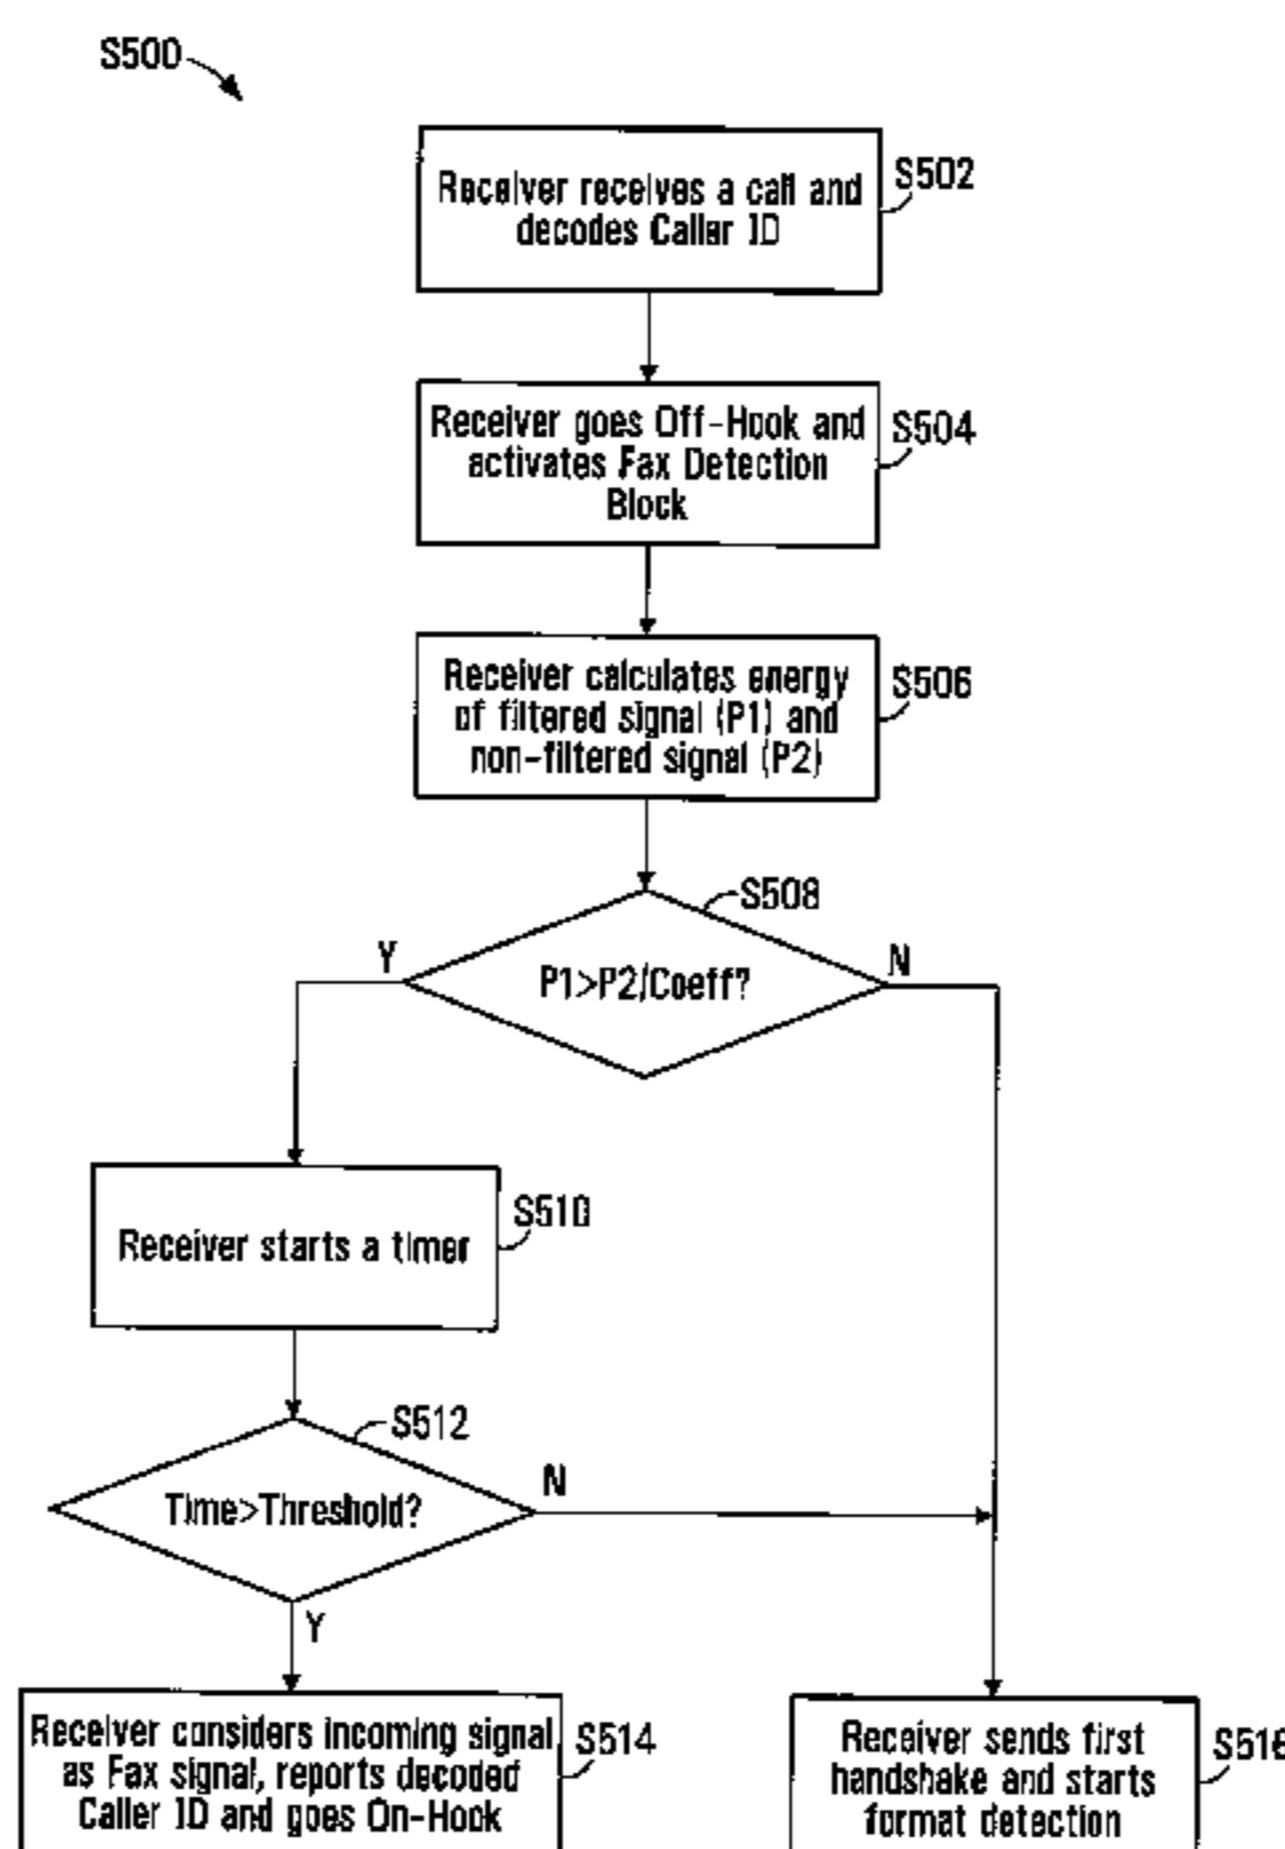 S500
Receiver receives a call and
decodes Caller ID
S502
Receiver goes Off-Hook and
activates Fax Detection
Block
S504
Receiver calculates energy
of filtered signal (P1) and
non-filtered signal (P2)
S506
S508
Y
P1>P2/Coeff?
N
Receiver starts a timer
S510
S512
Time>Threshold?
N
Y
Receiver considers incoming signal
as Fax signal, reports decoded
Caller ID and goes On-Hook
S514
Receiver sends first
handshake and starts
format detection
S516